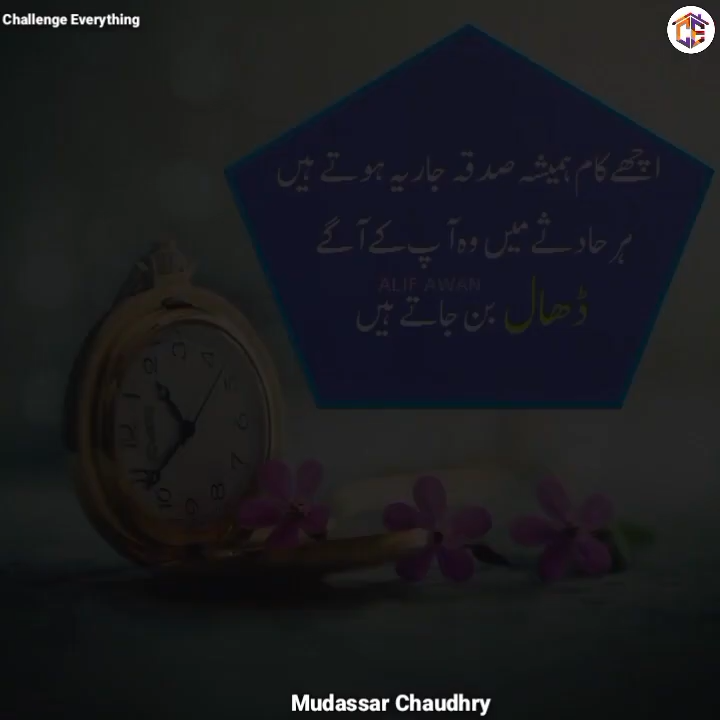 Challenge Everything
اچھے کام ہمیشہ صدقہ جاریہ ہوتے ہیں
ہر حادثے میں وہ آپ کے آگے
ALIF AWAN
ڈھال بن جاتے ہیں
Mudassar Chaudhry